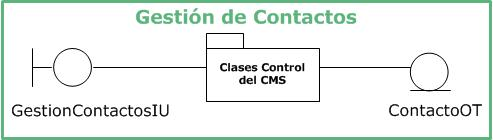 Gestión de Contactos
Clases Control
del CMS
GestionContactosIU
ContactoOT